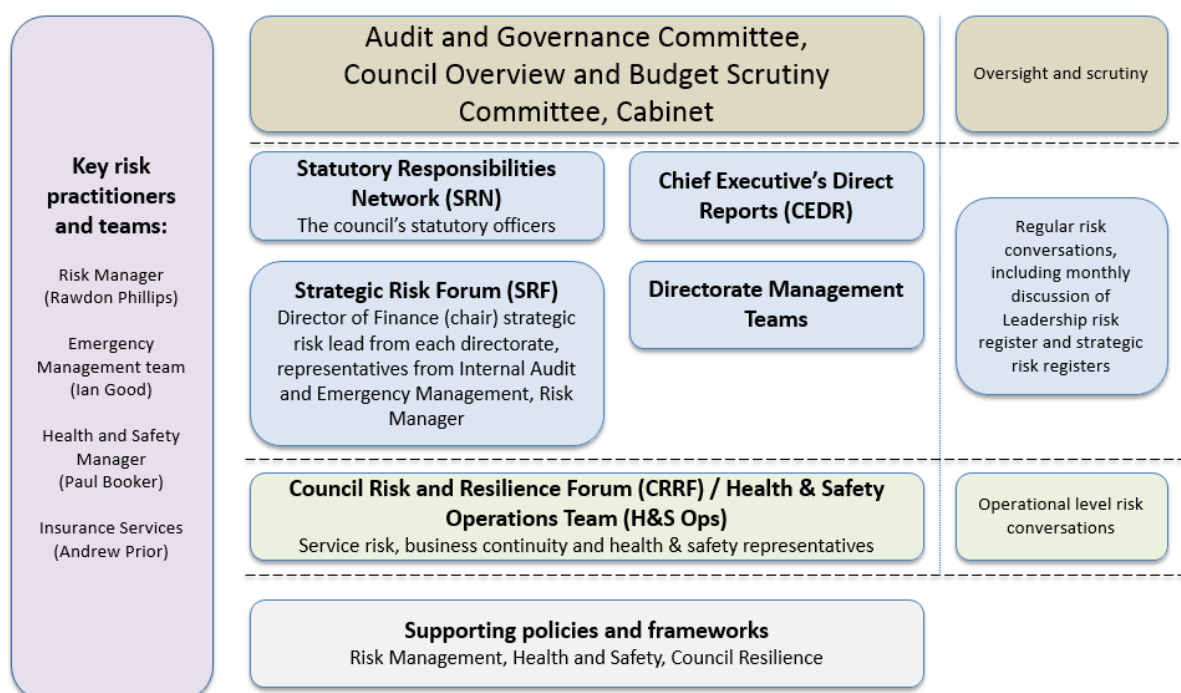 Key risk
practitioners
and teams:
Risk Manager
(Rawdon Phillips)
Emergency
Management team
(Ian Good)
Health and Safety
Manager
(Paul Booker)
Insurance Services
(Andrew Prior)
Audit and Governance Committee,
Council Overview and Budget Scrutiny
Committee, Cabinet
Oversight and scrutiny
Statutory Responsibilities
Network (SRN)
The council's statutory officers
Chief Executive's Direct
Reports (CEDR)
Strategic Risk Forum (SRF)
Director of Finance (chair) strategic
risk lead from each directorate,
representatives from Internal Audit
and Emergency Management, Risk
Manager
Directorate Management
Teams
Regular risk
conversations,
including monthly
discussion of
Leadership risk
register and strategic
risk registers
Council Risk and Resilience Forum (CRRF) / Health & Safety
Operations Team (H&S Ops)
Service risk, business continuity and health & safety representatives
Operational level risk
conversations
Supporting policies and frameworks
Risk Management, Health and Safety, Council Resilience